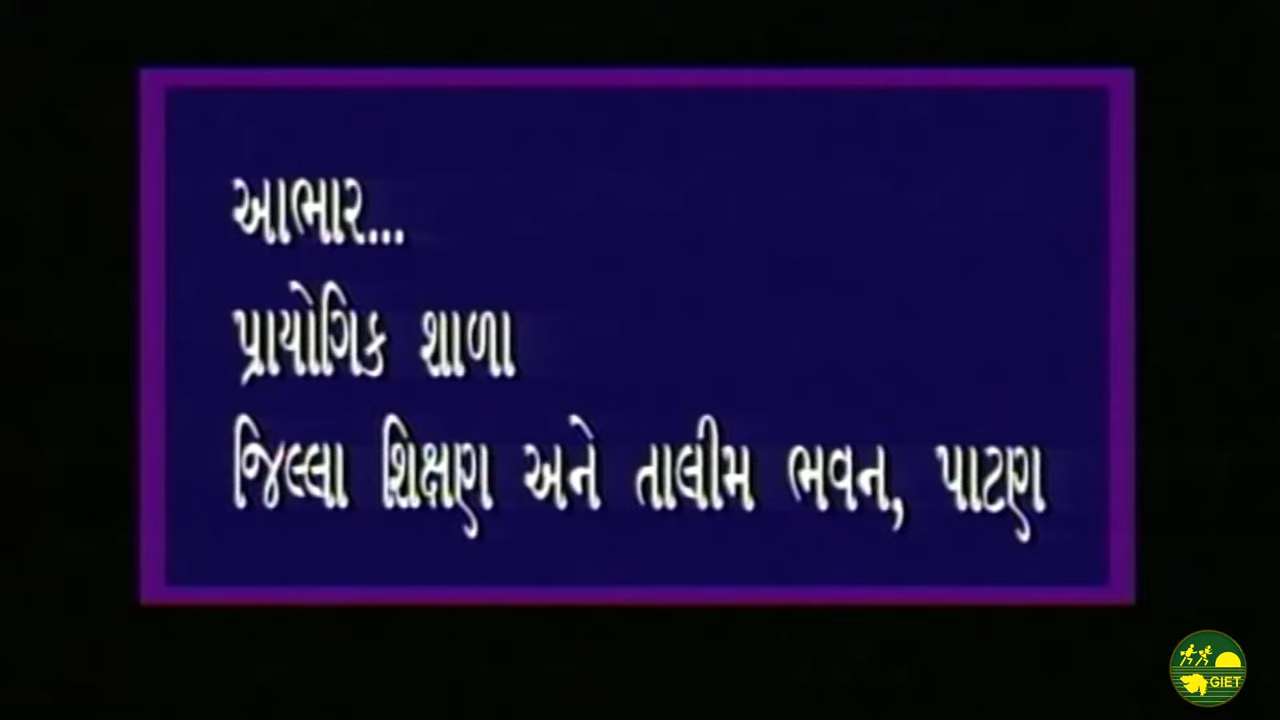 આભાર...
પ્રાયોગિક શાળા
જિલ્લા શિક્ષણ અને તાલીમ ભવન, પાટણ
GIET